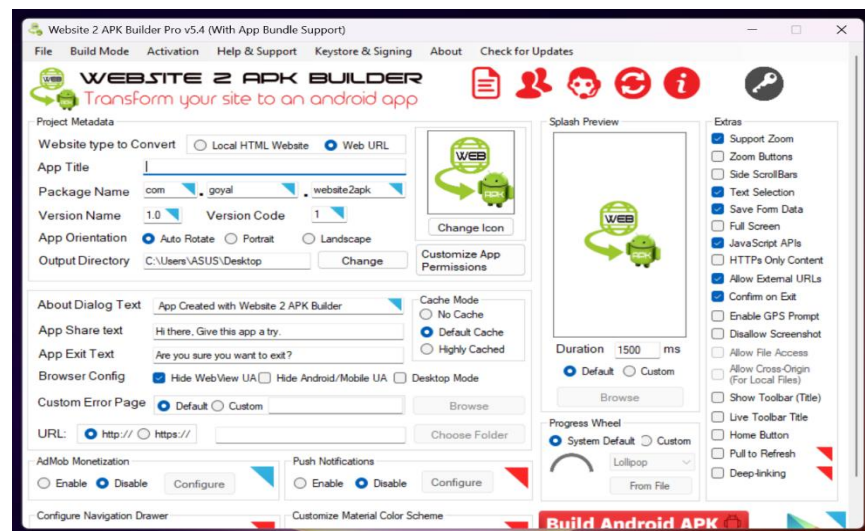 Website 2 APK Builder Pro v5.4 (With App Bundle Support)
File Build Mode Activation Help & Support Keystore & Signing About Check for Updates
WEBSITE 2 APK BUILDER
Transform your site to an android app
Project Metadata
Website type to Convert Local HTML Website Web URL
App Title
Package Name com . goyal . website2apk
Version Name 1.0 Version Code 1
App Orientation Auto Rotate Portrait Landscape
Output Directory C:\Users\ASUS\Desktop Change
WEB
APK
Change Icon
Customize App
Permissions
About Dialog Text App Created with Website 2 APK Builder
App Share text Hi there, Give this app a try.
App Exit Text Are you sure you want to exit?
Browser Config Hide WebView UA Hide Android/Mobile UA Desktop Mode
Custom Error Page Default Custom Browse
URL: http:// https:// Choose Folder
Cache Mode
No Cache
Default Cache
Highly Cached
AdMob Monetization
Enable Disable Configure
Push Notifications
Enable Disable Configure
Configure Navigation Drawer
Customize Material Color Scheme
Splash Preview
WEB
APK
Duration 1500 ms
Default Custom
Browse
Progress Wheel
System Default Custom
Lollipop
From File
Build Android APK
Extras
Support Zoom
Zoom Buttons
Side ScrollBars
Text Selection
Save Form Data
Full Screen
JavaScript APIs
HTTPs Only Content
Allow External URLs
Confirm on Exit
Enable GPS Prompt
Disallow Screenshot
Allow File Access
Allow Cross-Origin
(For Local Files)
Show Toolbar (Title)
Live Toolbar Title
Home Button
Pull to Refresh
Deep-linking